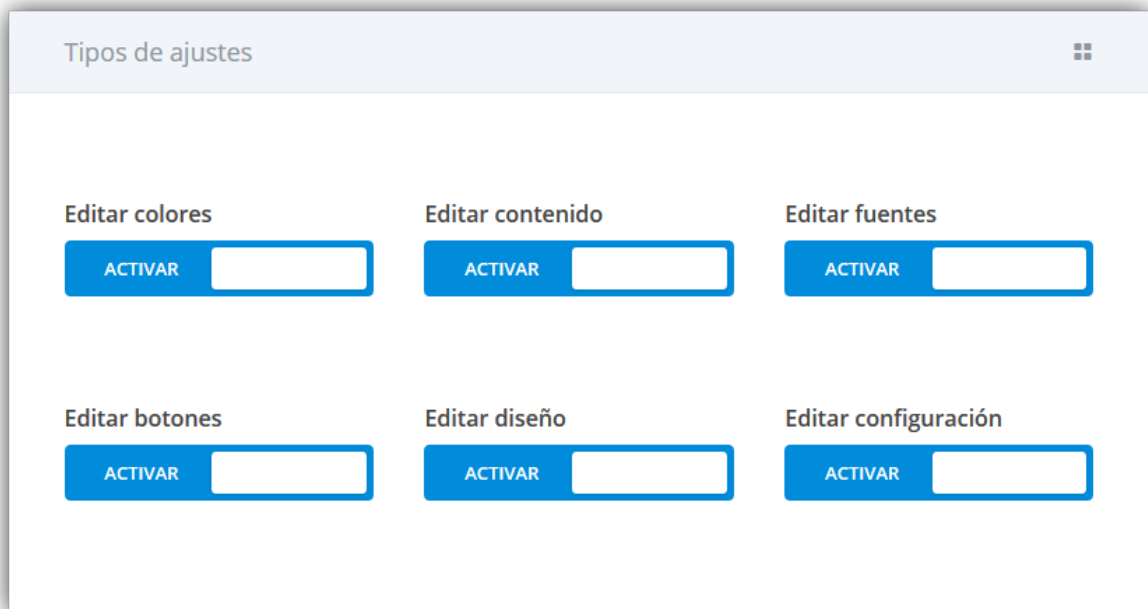 Tipos de ajustes
Editar colores
Editar contenido
Editar fuentes
ACTIVAR
ACTIVAR
ACTIVAR
Editar botones
Editar diseño
Editar configuración
ACTIVAR
ACTIVAR
ACTIVAR